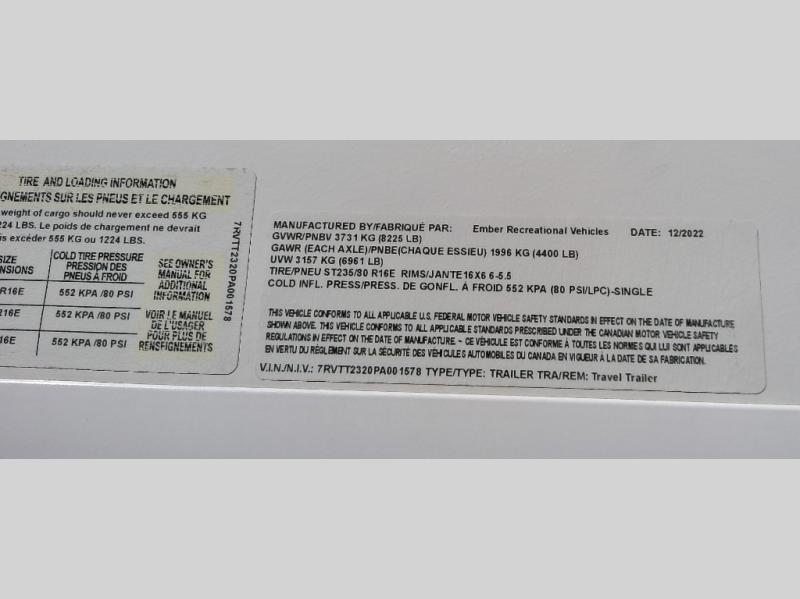 TIRE AND LOADING INFORMATION
GNEMENTS SUR LES PNEUS ET LE CHARGEMENT
weight of cargo should never exceed 555 KG
224 LBS. Le poids de chargement ne devrait
is excéder 555 KG ou 1224 LBS.
SIZE
ENSIONS
COLD TIRE PRESSURE
PRESSION DES
PNEUS À FROID
R16E
552 KPA /80 PSI
R16E
552 KPA /80 PSI
16E
552 KPA /80 PSI
SEE OWNER'S
MANUAL FOR
ADDITIONAL
INFORMATION
VOIR LE MANUEL
DE L'USAGER
POUR PLUS DE
RENSEIGNEMENTS
7RVTT2320PA001578
MANUFACTURED BY/FABRIQUÉ PAR: Ember Recreational Vehicles DATE: 12/2022
GVWR/PNBV 3731 KG (8225 LB)
GAWR (EACH AXLE)/PNBE(CHAQUE ESSIEU) 1996 KG (4400 LB)
UVW 3157 KG (6961 LB)
TIRE/PNEU ST235/80 R16E RIMS/JANTE16X6 6-5.5
COLD INFL. PRESS/PRESS. DE GONFL. À FROID 552 KPA (80 PSI/LPC)-SINGLE
THIS VEHICLE CONFORMS TO ALL APPLICABLE U.S. FEDERAL MOTOR VEHICLE SAFETY STANDARDS IN EFFECT ON THE DATE OF MANUFACTURE
SHOWN ABOVE. THIS VEHICLE CONFORMS TO ALL APPLICABLE STANDARDS PRESCRIBED UNDER THE CANADIAN MOTOR VEHICLE SAFETY
REGULATIONS IN EFFECT ON THE DATE OF MANUFACTURE - CE VÉHICULE EST CONFORME À TOUTES LES NORMES QUI LUI SONT APPLICABLES
EN VERTU DU RÈGLEMENT SUR LA SÉCURITÉ DES VÉHICULES AUTOMOBILES DU CANADA EN VIGUEUR À LA DATE DE SA FABRICATION.
V.I.N./N.I.V.: 7RVTT2320PA001578 TYPE/TYPE: TRAILER TRA/REM: Travel Trailer